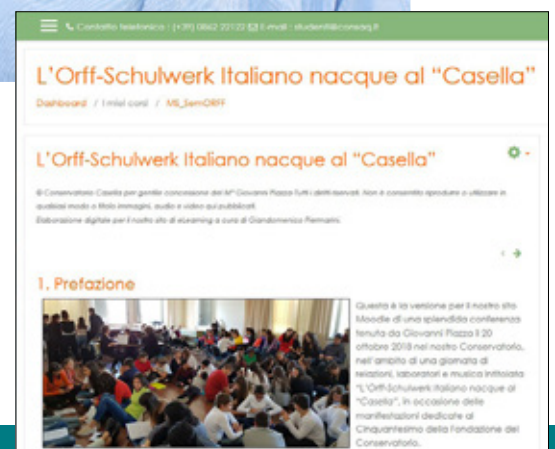 Contatto telefonico : (+39) 0862 22122 E-mail : studenti@consaq.it
L’Orff-Schulwerk Italiano nacque al “Casella”
Dashboard / I miei corsi / MS_SemORFF
L’Orff-Schulwerk Italiano nacque al “Casella”
© Conservatorio Casella per gentile concessione del M° Giovanni Piazza Tutti i diritti riservati. Non è consentito riprodurre o utilizzare in
qualsiasi modo o titolo immagini, audio e video qui pubblicati.
Elaborazione digitale per il nostro sito di eLearning a cura di Giandomenico Piermarini.
1. Prefazione
Questa è la versione per il nostro sito
Moodle di una splendida conferenza
tenuta da Giovanni Piazza il 20
ottobre 2018 nel nostro Conservatorio,
nell’ambito di una giornata di
relazioni, laboratori e musica intitolata
“L’Orff-Schulwerk Italiano nacque al
“Casella”, in occasione delle
manifestazioni dedicate al
Cinquantesimo della Fondazione del
Conservatorio.